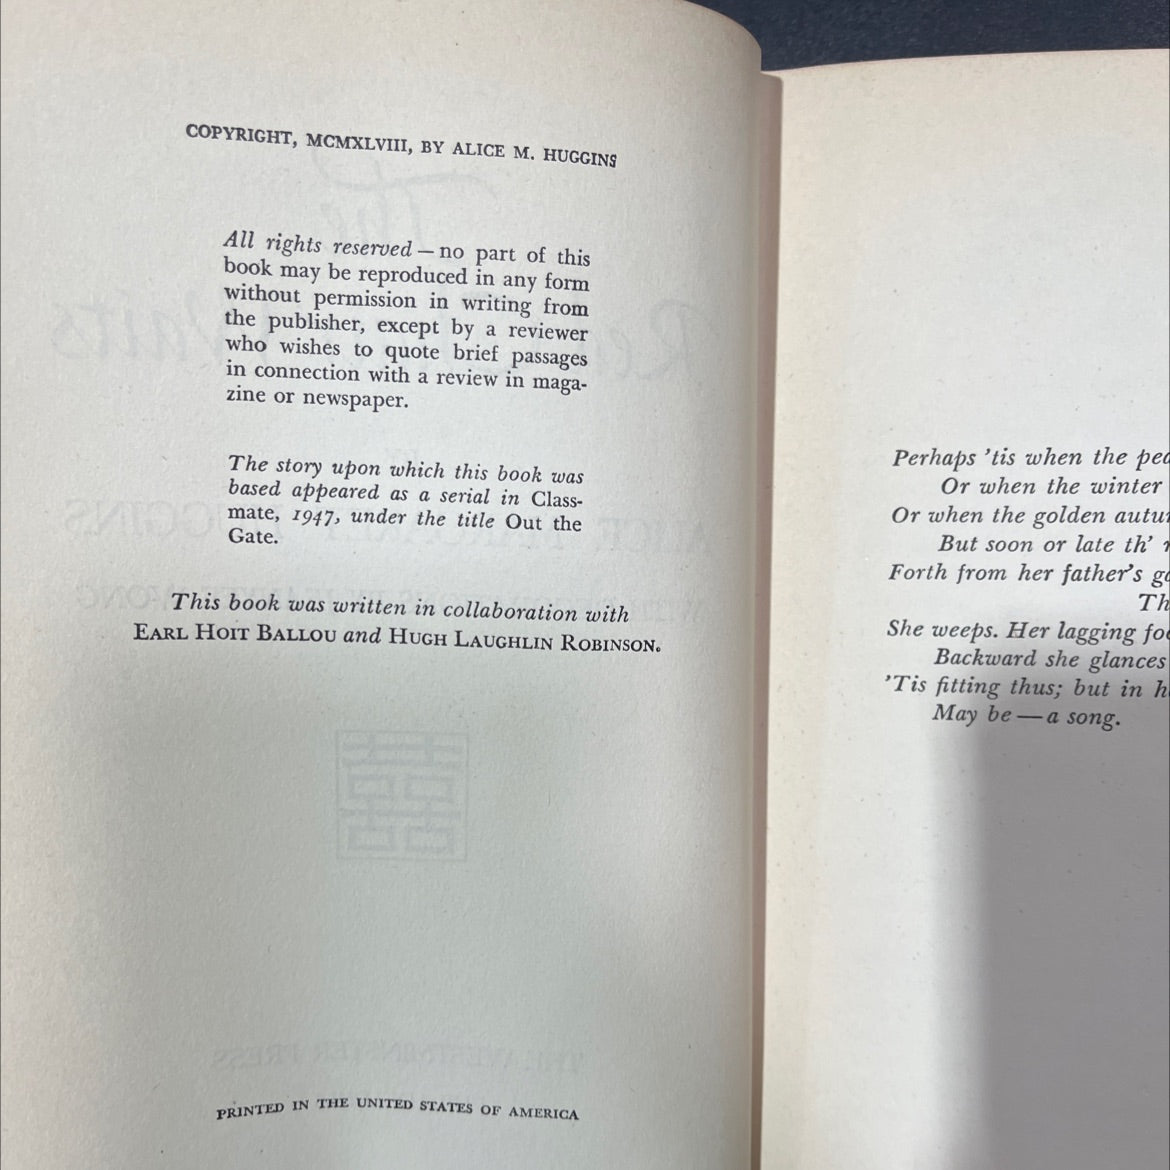 COPYRIGHT, MCMXLVIII, BY ALICE M. HUGGINS
All rights reserved — no part of this
book may be reproduced in any form
without permission in writing from
the publisher, except by a reviewer
who wishes to quote brief passages
in connection with a review in maga-
zine or newspaper.
The story upon which this book was
based appeared as a serial in Class-
mate, 1947, under the title Out the
Gate.
This book was written in collaboration with
EARL HOIT BALLOU and HUGH LAUGHLIN ROBINSON.
PRINTED IN THE UNITED STATES OF AMERICA
Perhaps 'tis when the
Or when the winter
Or when the golden
But soon or late th'
Forth from her father's
She weeps. Her lagging
Backward she glances
'Tis fitting thus; but in
May be — a song.